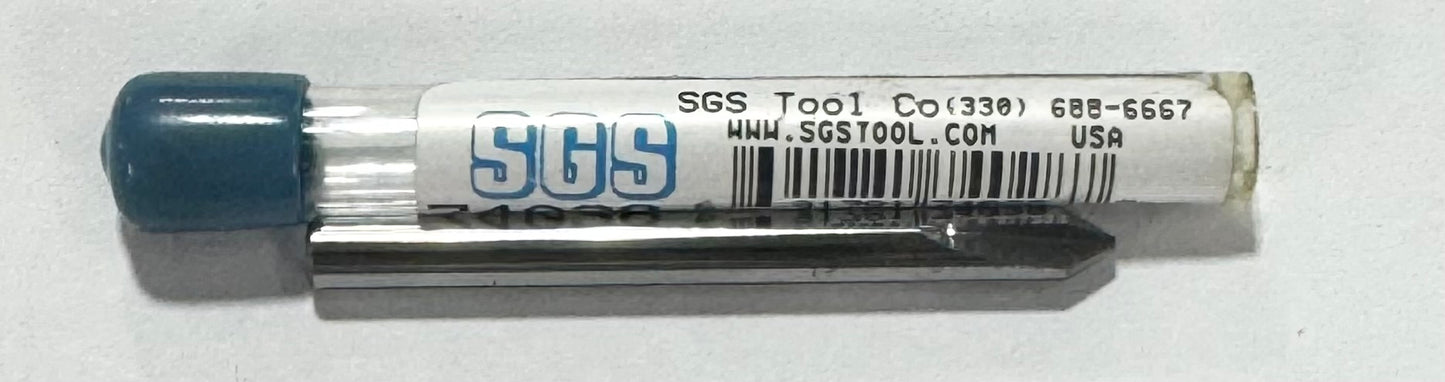 SGS Tool Co (330) 688-6667
WWW.SGSTOOL.COM USA
SGS